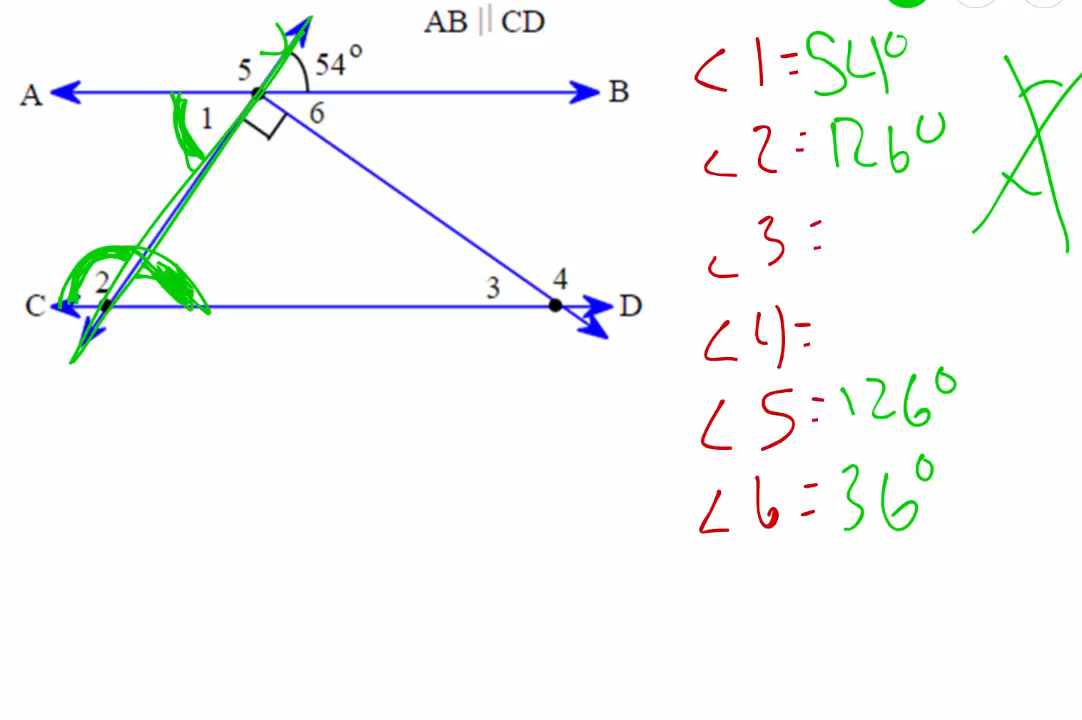 AB || CD
54°
5
A
B
1
6
2
3
4
C
D
<1=54°
<2=126°
<3=
<4=
<5=126°
<6=36°